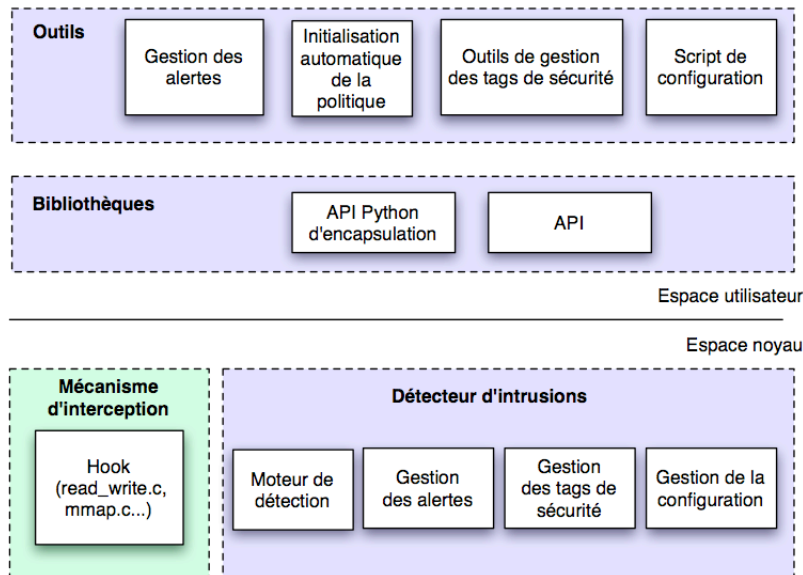 Outils
Gestion des
alertes
Initialisation
automatique
de la
politique
Outils de gestion
des tags de sécurité
Script de
configuration
Bibliothèques
API Python
d'encapsulation
API
Espace utilisateur
Espace noyau
Mécanisme
d'interception
Hook
(read_write.c,
mmap.c...)
Détecteur d'intrusions
Moteur de
détection
Gestion
des alertes
Gestion
des tags de
sécurité
Gestion de la
configuration